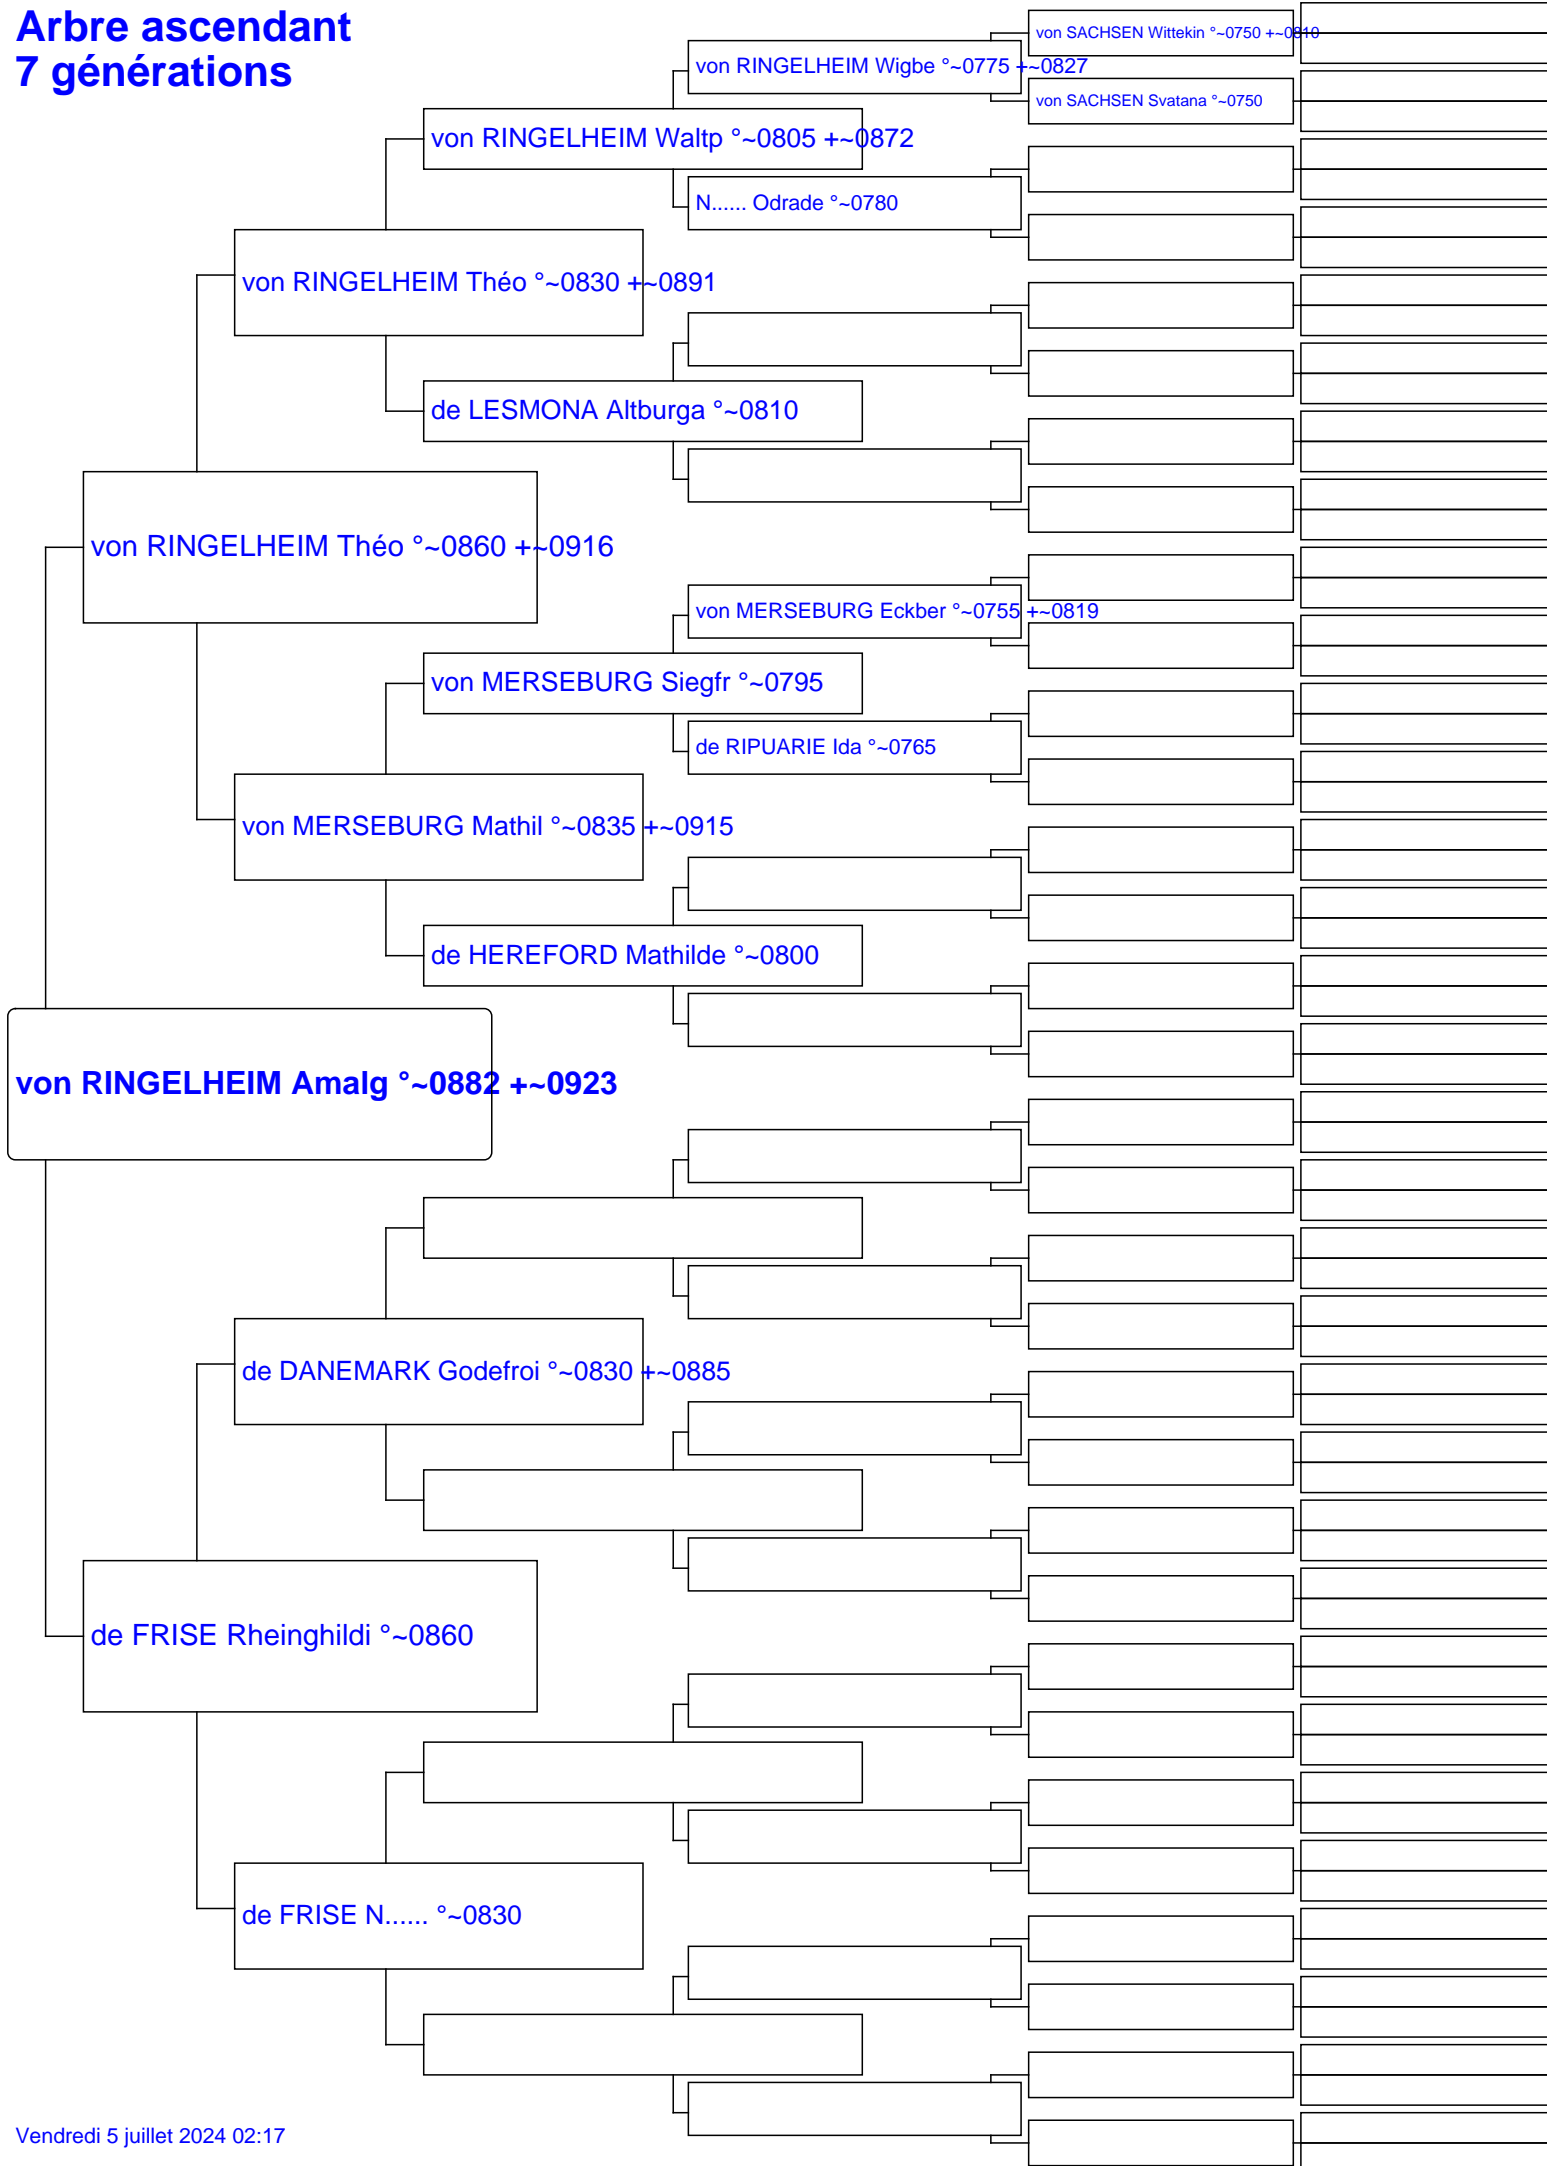 Arbre ascendant
7 générations
von SACHSEN Wittekin °~0750 +~0810
von RINGELHEIM Wigbe °~0775 +~0827
von SACHSEN Svatana °~0750
von RINGELHEIM Waltp °~0805 +~0872
N...... Odrade °~0780
von RINGELHEIM Théo °~0830 +~0891
de LESMONA Altburga °~0810
von RINGELHEIM Théo °~0860 +~0916
von MERSEBURG Eckber °~0755 +~0819
von MERSEBURG Siegfr °~0795
de RIPUARIE Ida °~0765
von MERSEBURG Mathil °~0835 +~0915
de HEREFORD Mathilde °~0800
von RINGELHEIM Amalg °~0882 +~0923
de DANEMARK Godefroi °~0830 +~0885
de FRISE Rheinghildi °~0860
de FRISE N...... °~0830
Vendredi 5 juillet 2024 02:17